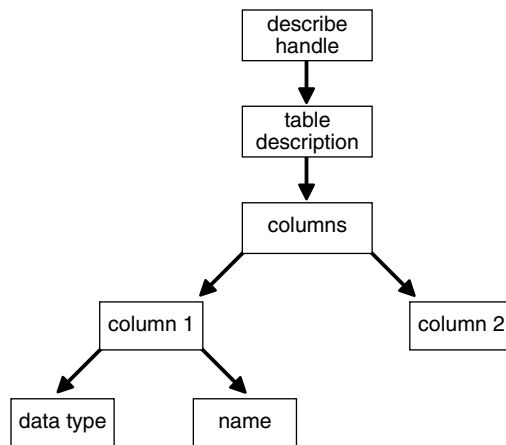 describe
handle
table
description
columns
column 1
column 2
data type
name